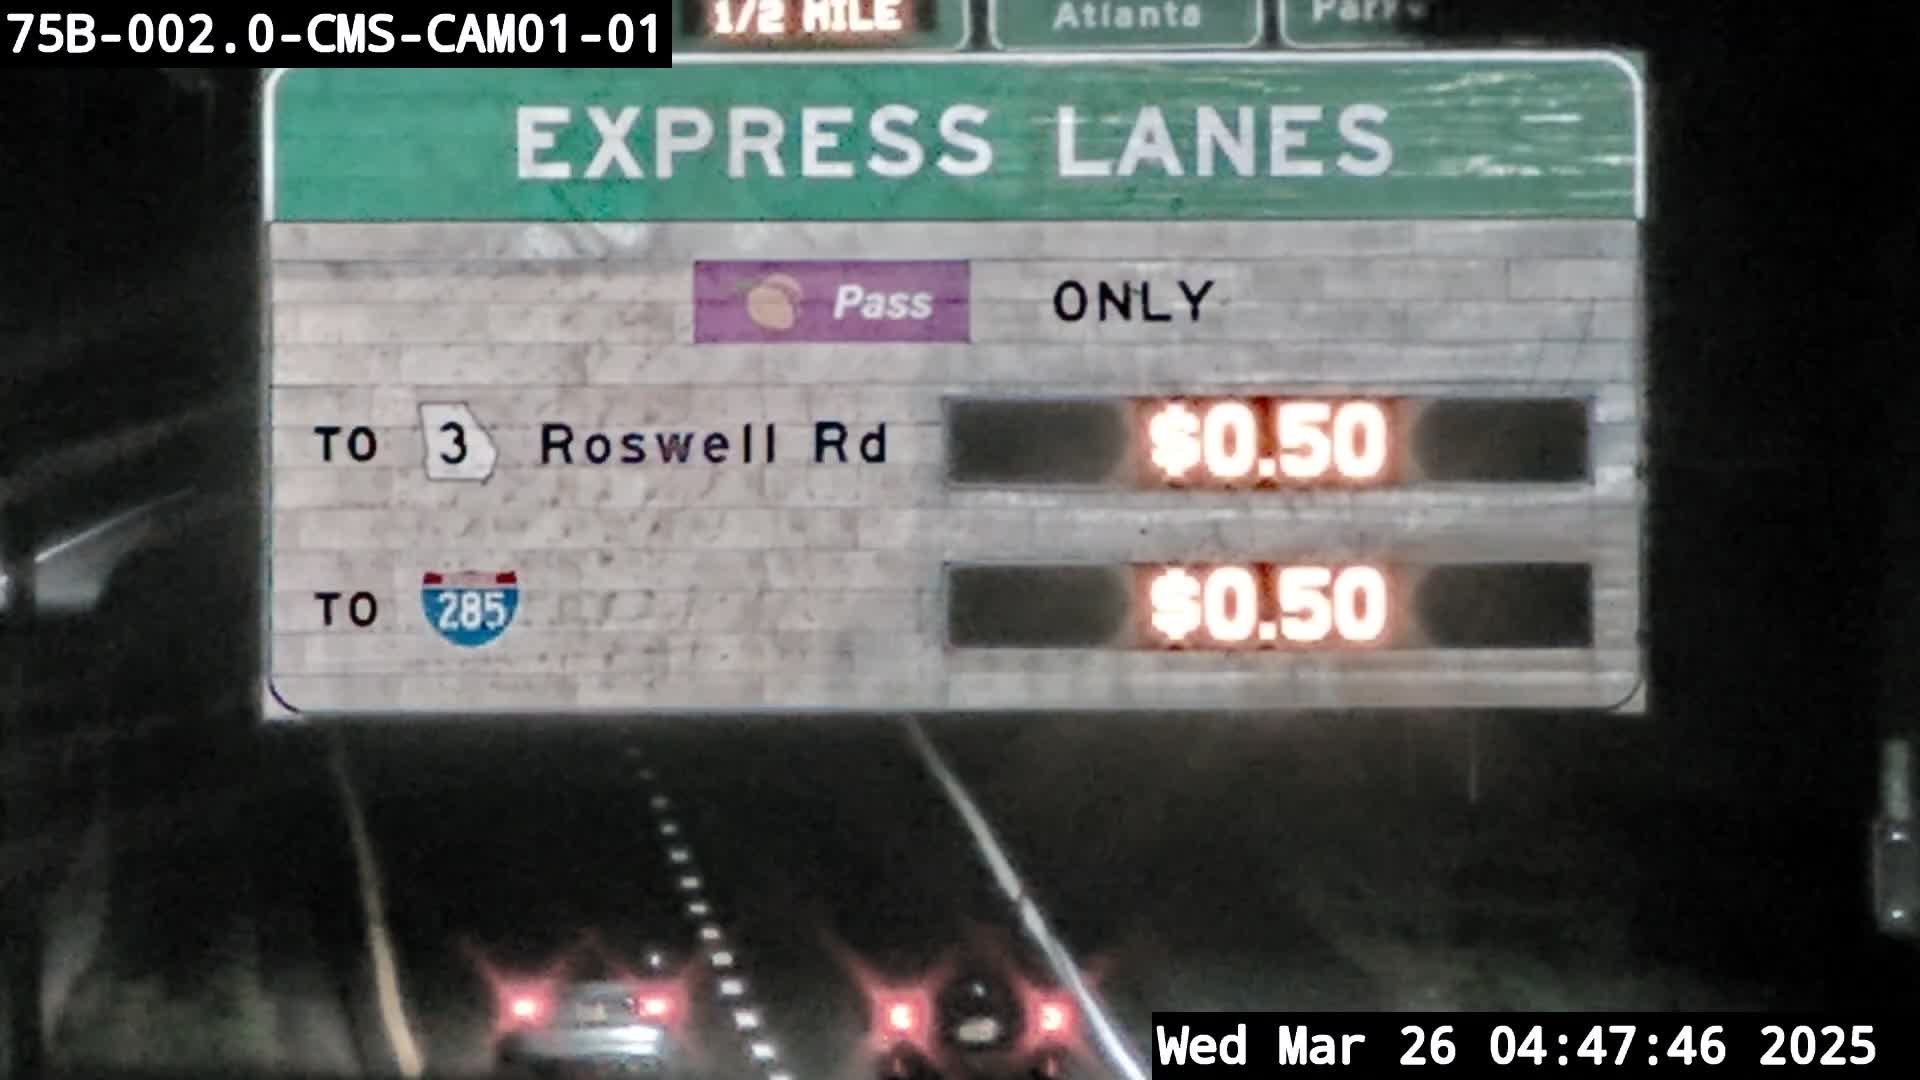 75B-002.0-CMS-CAM01-01
1/2 MILE
Atlanta
EXPRESS LANES
Pass ONLY
TO 3 Roswell Rd $0.50
TO 285 $0.50
Wed Mar 26 04:47:46 2025